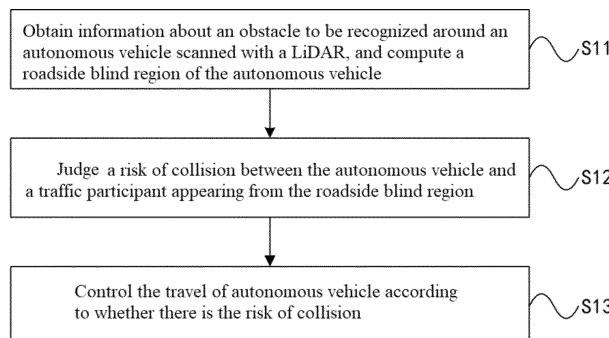 Obtain information about an obstacle to be recognized around an
autonomous vehicle scanned with a LiDAR, and compute a
roadside blind region of the autonomous vehicle
S11
Judge a risk of collision between the autonomous vehicle and
a traffic participant appearing from the roadside blind region
S12
Control the travel of autonomous vehicle according
to whether there is the risk of collision
S13